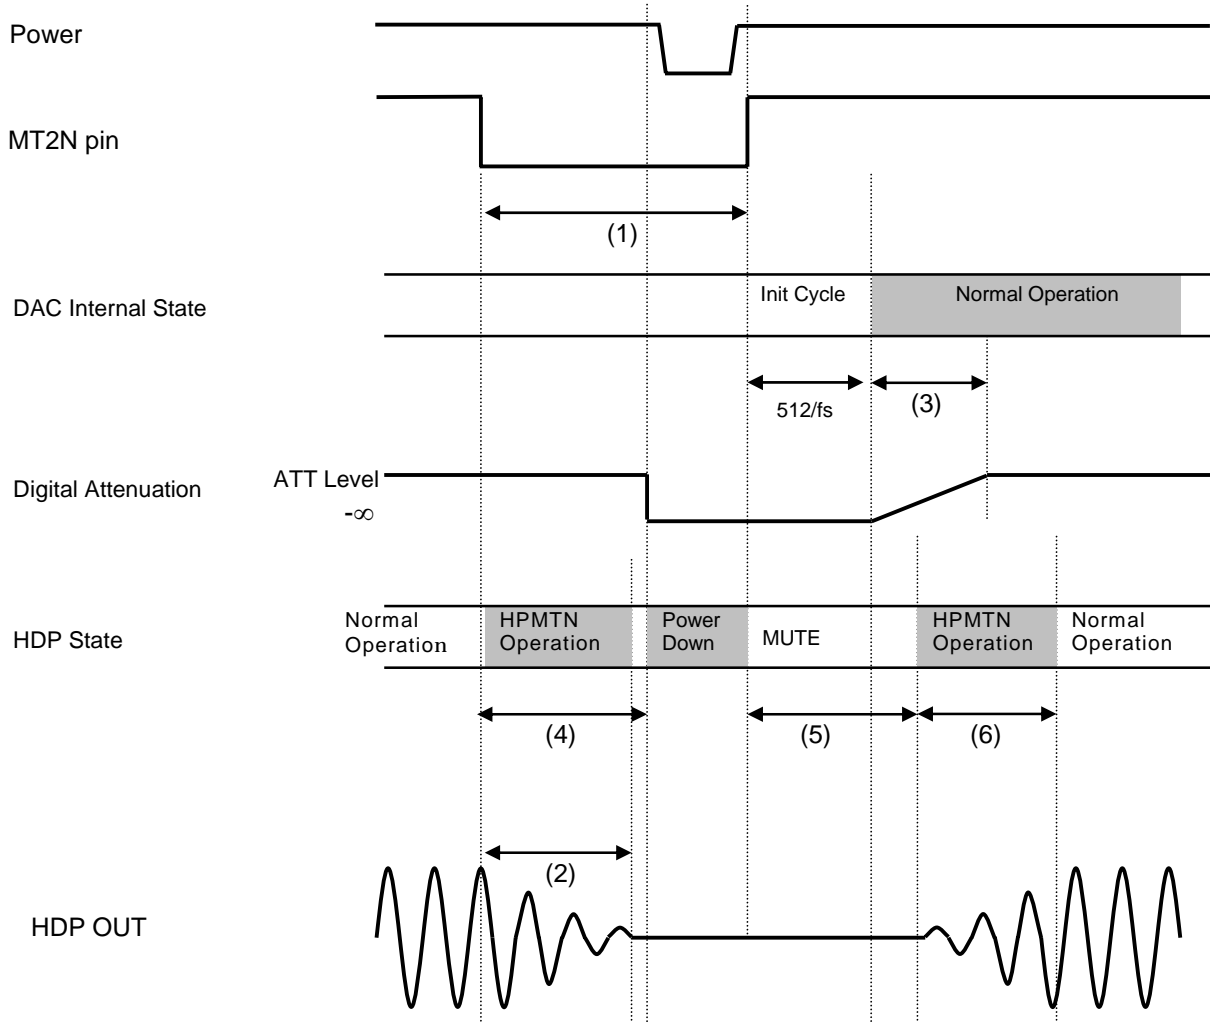 Power
MT2N pin
(1)
DAC Internal State
Init Cycle
Normal Operation
512/fs
(3)
Digital Attenuation
ATT Level
-∞
HDP State
Normal
Operation
HPMTN
Operation
Power
Down
MUTE
HPMTN
Operation
Normal
Operation
(4)
(5)
(6)
(2)
HDP OUT